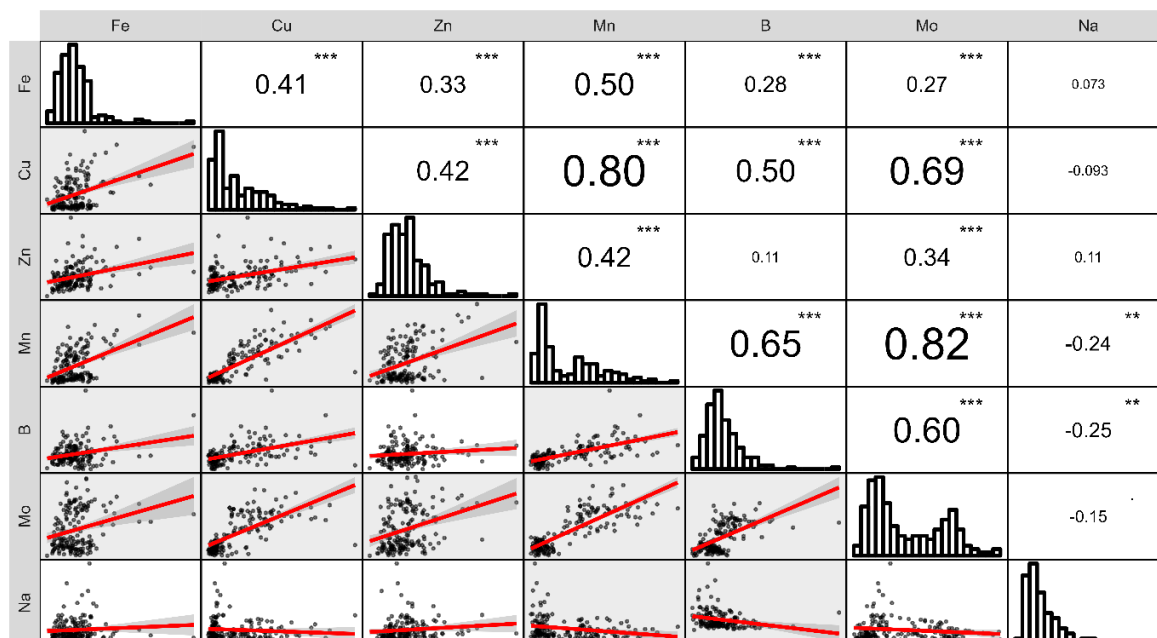 Fe Cu Zn Mn B Mo Na
Fe
*** *** *** *** ***
0.41 0.33 0.50 0.28 0.27 0.073
Cu
*** *** *** ***
0.42 0.80 0.50 0.69 -0.093
Zn
*** ***
0.42 0.11 0.34 0.11
Mn
*** *** **
0.65 0.82 -0.24
B
*** **
0.60 -0.25
Mo
.
-0.15
Na